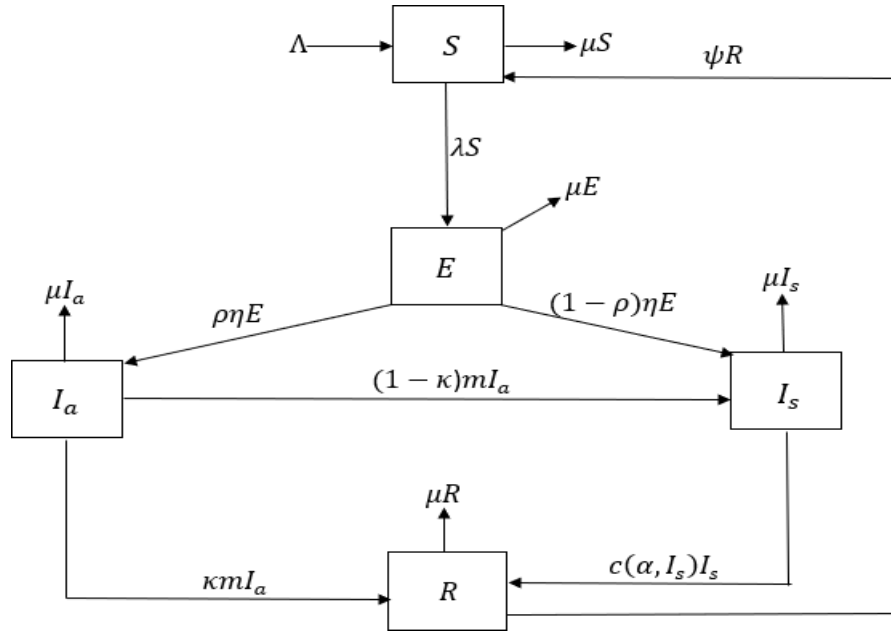 Λ
S
μS
ψR
λS
μE
E
μI_a
ρηE
(1 − ρ)ηE
μI_s
I_a
(1 − κ)mI_a
I_s
μR
κmI_a
R
c(α, I_s)I_s